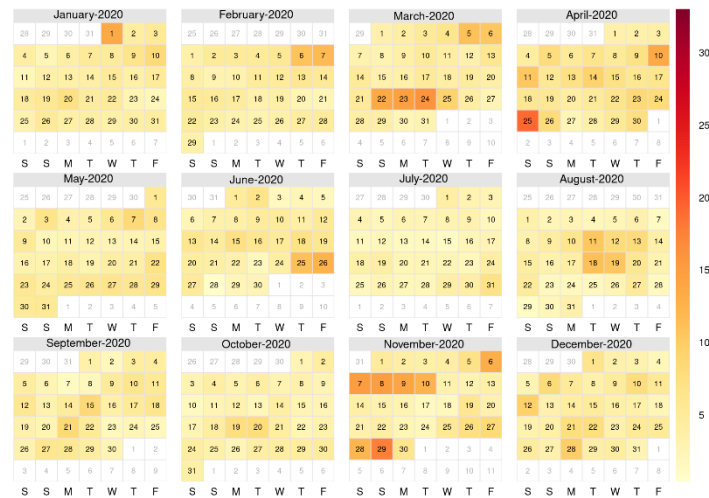 January-2020
28 29 30 31 1 2 3
4 5 6 7 8 9 10
11 12 13 14 15 16 17
18 19 20 21 22 23 24
25 26 27 28 29 30 31
1 2 3 4 5 6 7
S S M T W T F
February-2020
25 26 27 28 29 30 31
1 2 3 4 5 6 7
8 9 10 11 12 13 14
15 16 17 18 19 20 21
22 23 24 25 26 27 28
29 1 2 3 4 5 6
S S M T W T F
March-2020
29 1 2 3 4 5 6
7 8 9 10 11 12 13
14 15 16 17 18 19 20
21 22 23 24 25 26 27
28 29 30 31 1 2 3
4 5 6 7 8 9 10
S S M T W T F
April-2020
28 29 30 31 1 2 3
4 5 6 7 8 9 10
11 12 13 14 15 16 17
18 19 20 21 22 23 24
25 26 27 28 29 30 1
2 3 4 5 6 7 8
S S M T W T F
May-2020
25 26 27 28 29 30 1
2 3 4 5 6 7 8
9 10 11 12 13 14 15
16 17 18 19 20 21 22
23 24 25 26 27 28 29
30 31 1 2 3 4 5
S S M T W T F
June-2020
30 31 1 2 3 4 5
6 7 8 9 10 11 12
13 14 15 16 17 18 19
20 21 22 23 24 25 26
27 28 29 30 1 2 3
4 5 6 7 8 9 10
S S M T W T F
July-2020
27 28 29 30 1 2 3
4 5 6 7 8 9 10
11 12 13 14 15 16 17
18 19 20 21 22 23 24
25 26 27 28 29 30 31
1 2 3 4 5 6 7
S S M T W T F
August-2020
25 26 27 28 29 30 31
1 2 3 4 5 6 7
8 9 10 11 12 13 14
15 16 17 18 19 20 21
22 23 24 25 26 27 28
29 30 31 1 2 3 4
S S M T W T F
September-2020
29 30 31 1 2 3 4
5 6 7 8 9 10 11
12 13 14 15 16 17 18
19 20 21 22 23 24 25
26 27 28 29 30 1 2
3 4 5 6 7 8 9
S S M T W T F
October-2020
26 27 28 29 30 1 2
3 4 5 6 7 8 9
10 11 12 13 14 15 16
17 18 19 20 21 22 23
24 25 26 27 28 29 30
31 1 2 3 4 5 6
S S M T W T F
November-2020
31 1 2 3 4 5 6
7 8 9 10 11 12 13
14 15 16 17 18 19 20
21 22 23 24 25 26 27
28 29 30 1 2 3 4
5 6 7 8 9 10 11
S S M T W T F
December-2020
28 29 30 1 2 3 4
5 6 7 8 9 10 11
12 13 14 15 16 17 18
19 20 21 22 23 24 25
26 27 28 29 30 31 1
2 3 4 5 6 7 8
S S M T W T F
30
25
20
15
10
5